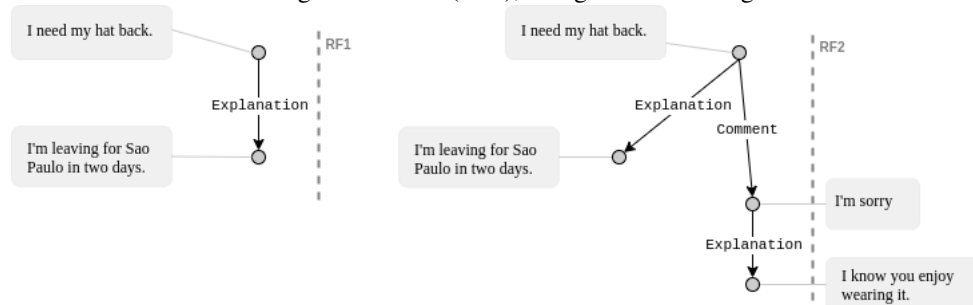 I need my hat back.
RF1
Explanation
I'm leaving for Sao
Paulo in two days.
I need my hat back.
RF2
Explanation
Comment
I'm leaving for Sao
Paulo in two days.
I'm sorry
Explanation
I know you enjoy
wearing it.